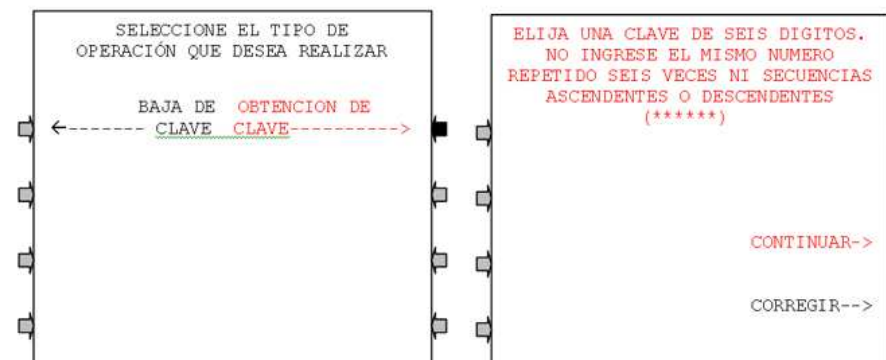 SELECCIONE EL TIPO DE
OPERACIÓN QUE DESEA REALIZAR
BAJA DE OBTENCION DE
<------- CLAVE CLAVE---------->
ELIJA UNA CLAVE DE SEIS DIGITOS.
NO INGRESE EL MISMO NUMERO
REPETIDO SEIS VECES NI SECUENCIAS
ASCENDENTES O DESCENDENTES
(******)
CONTINUAR->
CORREGIR-->